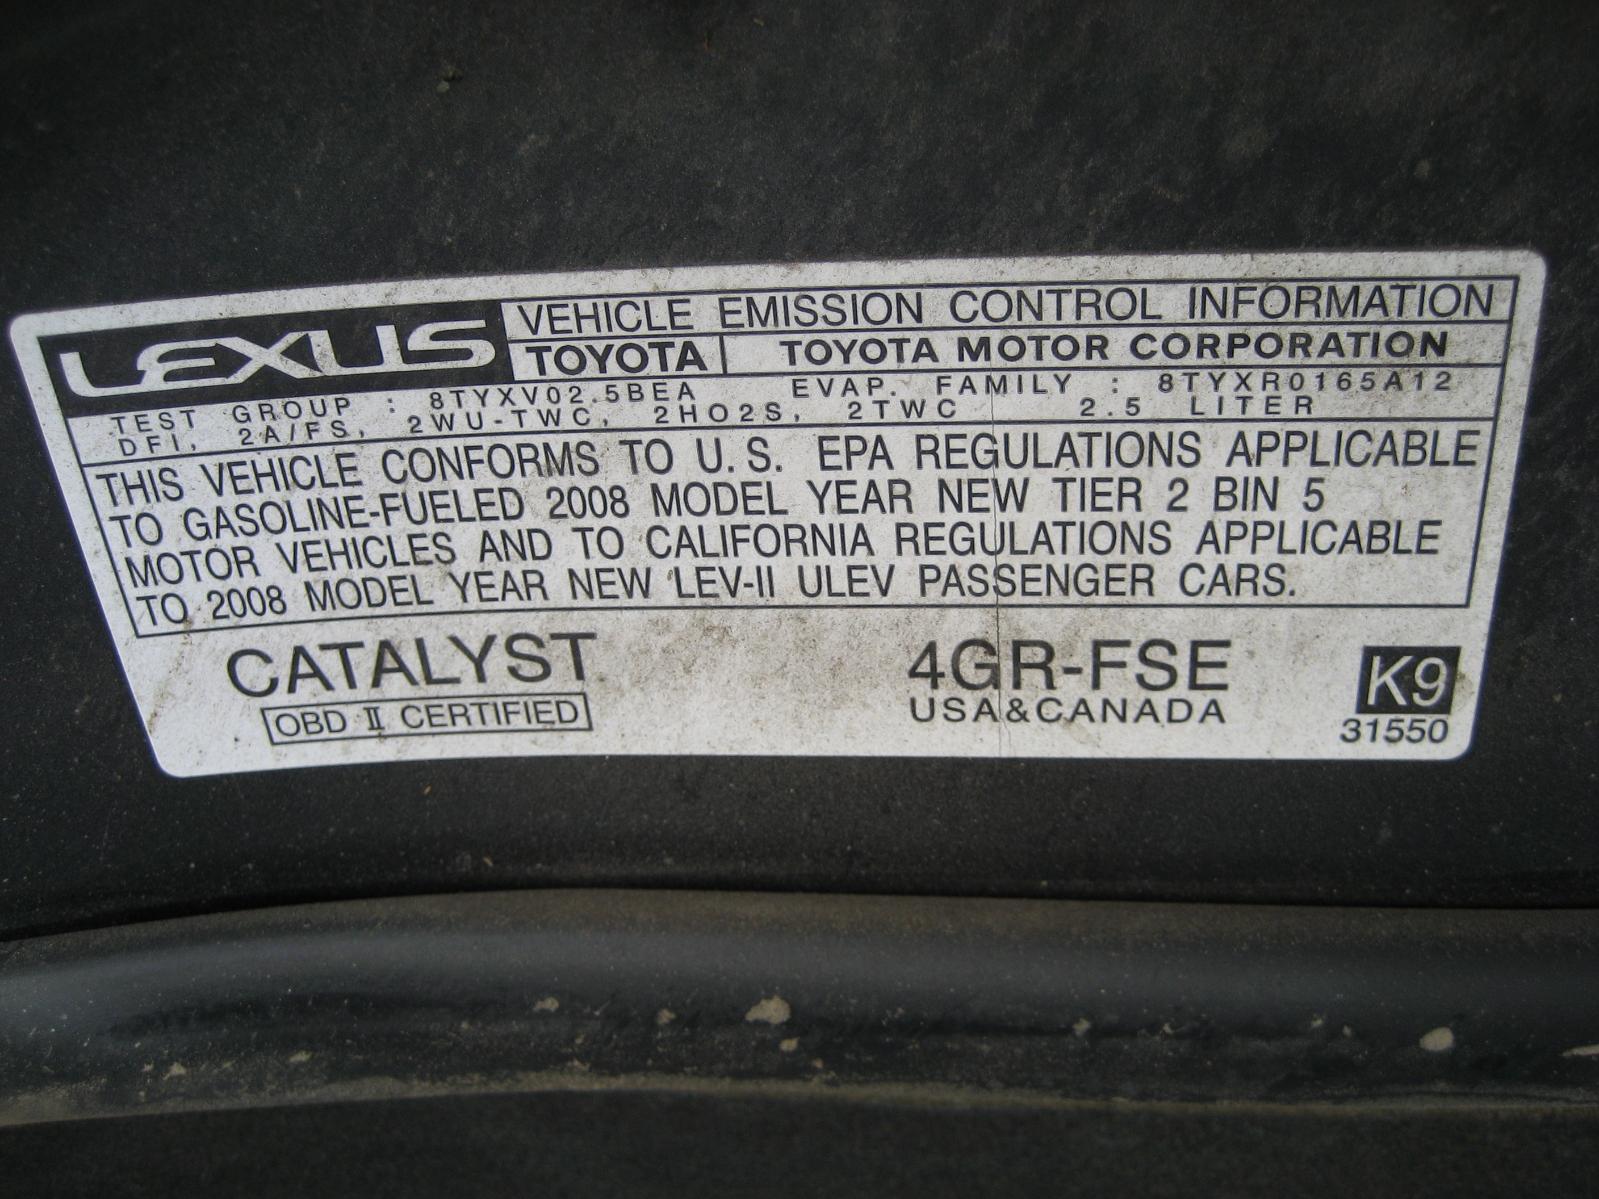 LEXUS VEHICLE EMISSION CONTROL INFORMATION
TOYOTA TOYOTA MOTOR CORPORATION
TEST GROUP : 8TYXV02.5BEA EVAP. FAMILY : 8TYXR0165A12
DFI, 2A/FS, 2WU-TWC, 2HO2S, 2TWC 2.5 LITER
THIS VEHICLE CONFORMS TO U.S. EPA REGULATIONS APPLICABLE
TO GASOLINE-FUELED 2008 MODEL YEAR NEW TIER 2 BIN 5
MOTOR VEHICLES AND TO CALIFORNIA REGULATIONS APPLICABLE
TO 2008 MODEL YEAR NEW LEV-II ULEV PASSENGER CARS.
CATALYST 4GR-FSE K9
OBD II CERTIFIED USA&CANADA 31550